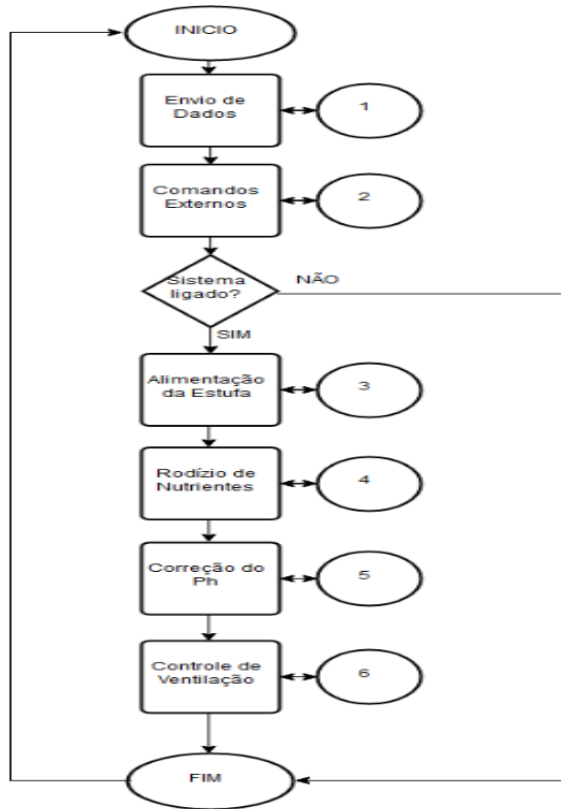 INICIO
Envio de
Dados
1
Comandos
Externos
2
Sistema
ligado?
NÃO
SIM
Alimentação
da Estufa
3
Rodízio de
Nutrientes
4
Correção do
Ph
5
Controle de
Ventilação
6
FIM